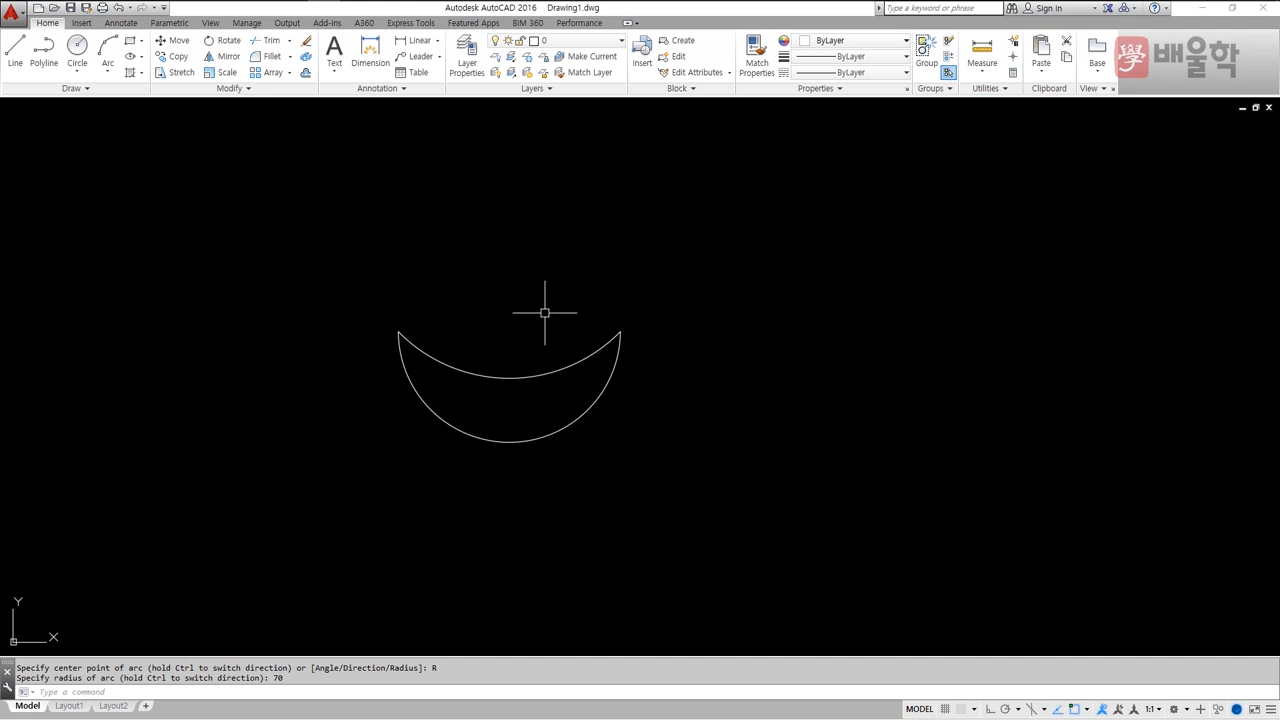 Autodesk AutoCAD 2016 Drawing1.dwg
Type a keyword or phrase
Sign In
Home Insert Annotate Parametric View Manage Output Add-ins A360 Express Tools Featured Apps BIM 360 Performance
Line
Polyline
Circle
Arc
Move
Rotate
Trim
Copy
Mirror
Fillet
Stretch
Scale
Array
Text
Dimension
Linear
Leader
Table
Layer
Properties
0
Make Current
Match Layer
Insert
Create
Edit
Edit Attributes
Match
Properties
ByLayer
ByLayer
ByLayer
Group
Measure
Paste
Base
學 배울학
Draw
Modify
Annotation
Layers
Block
Properties
Groups
Utilities
Clipboard
View
Y
X
Specify center point of arc (hold Ctrl to switch direction) or [Angle/Direction/Radius]: R
Specify radius of arc (hold Ctrl to switch direction): 70
Type a command
Model Layout1 Layout2 +
MODEL
1:1